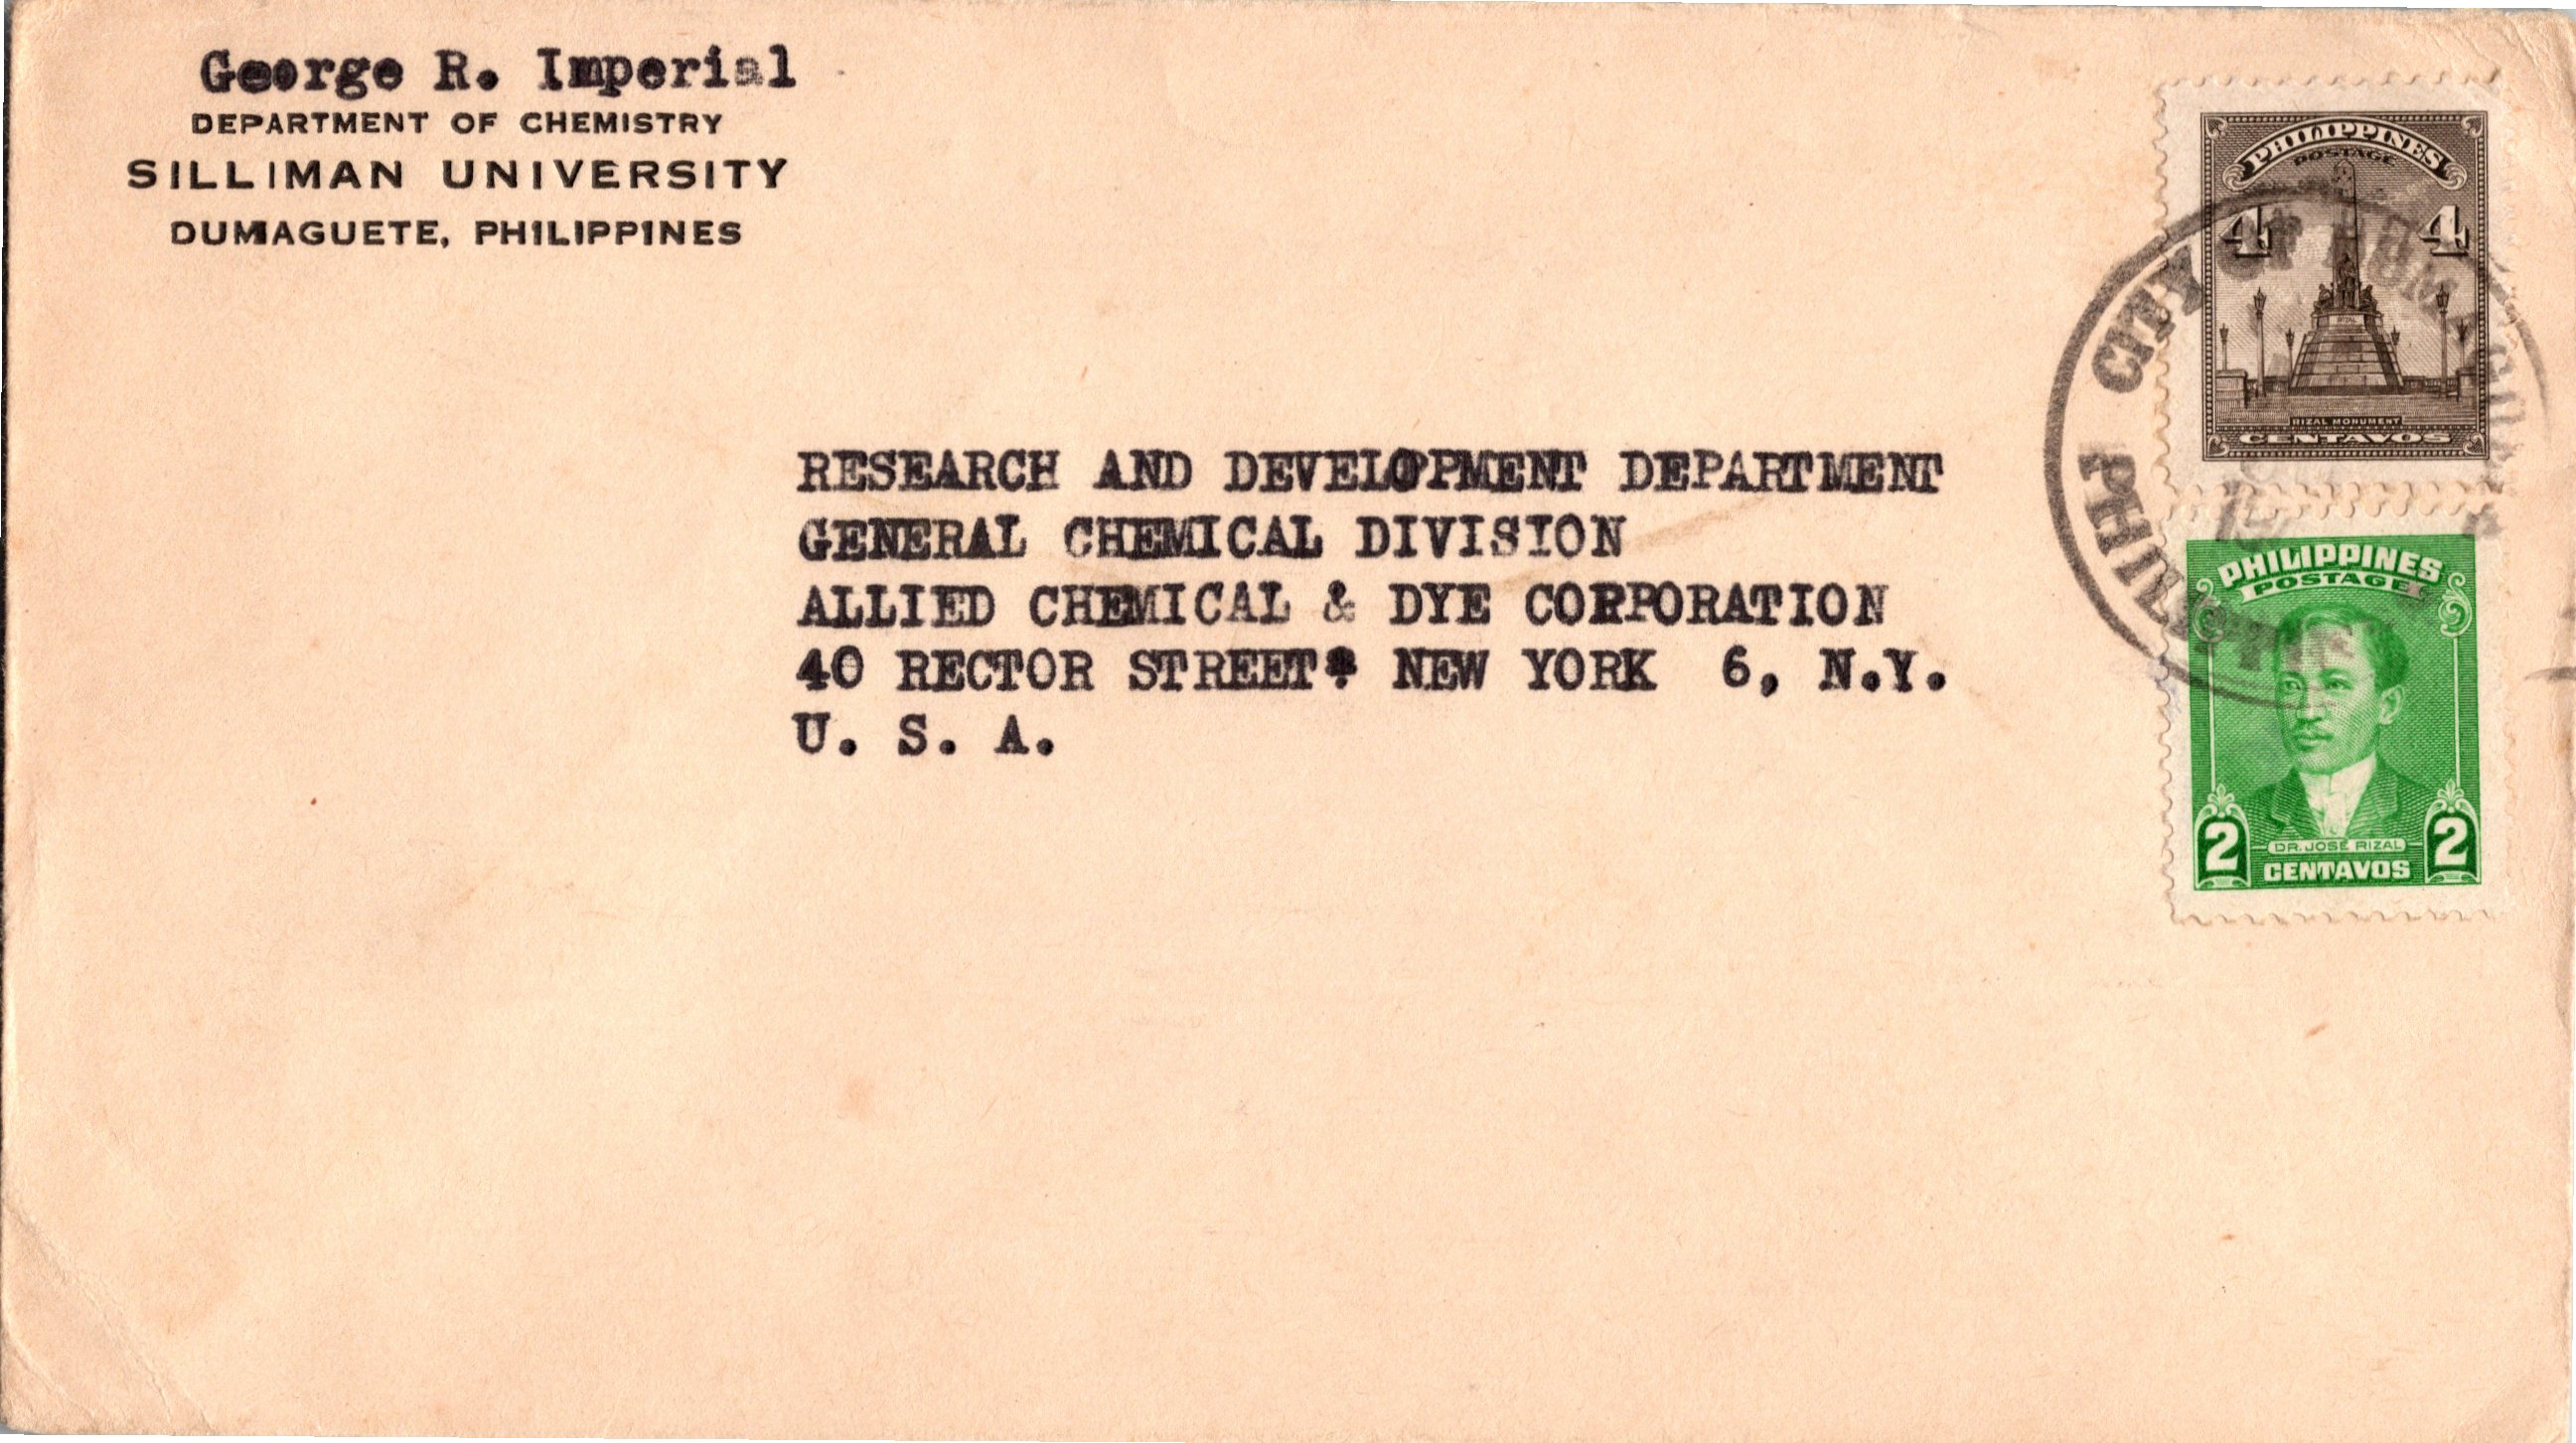 George R. Imperial
DEPARTMENT OF CHEMISTRY
SILLIMAN UNIVERSITY
DUMAGUETE, PHILIPPINES
RESEARCH AND DEVELOPMENT DEPARTMENT
GENERAL CHEMICAL DIVISION
ALLIED CHEMICAL & DYE CORPORATION
40 RECTOR STREET, NEW YORK 6, N.Y.
U. S. A.
PHILIPPINES
POSTAGE
4 4
RIZAL MONUMENT
CENTAVOS
CITY OF
PHILIPPINES
POSTAGE
2 2
DR. JOSE RIZAL
CENTAVOS